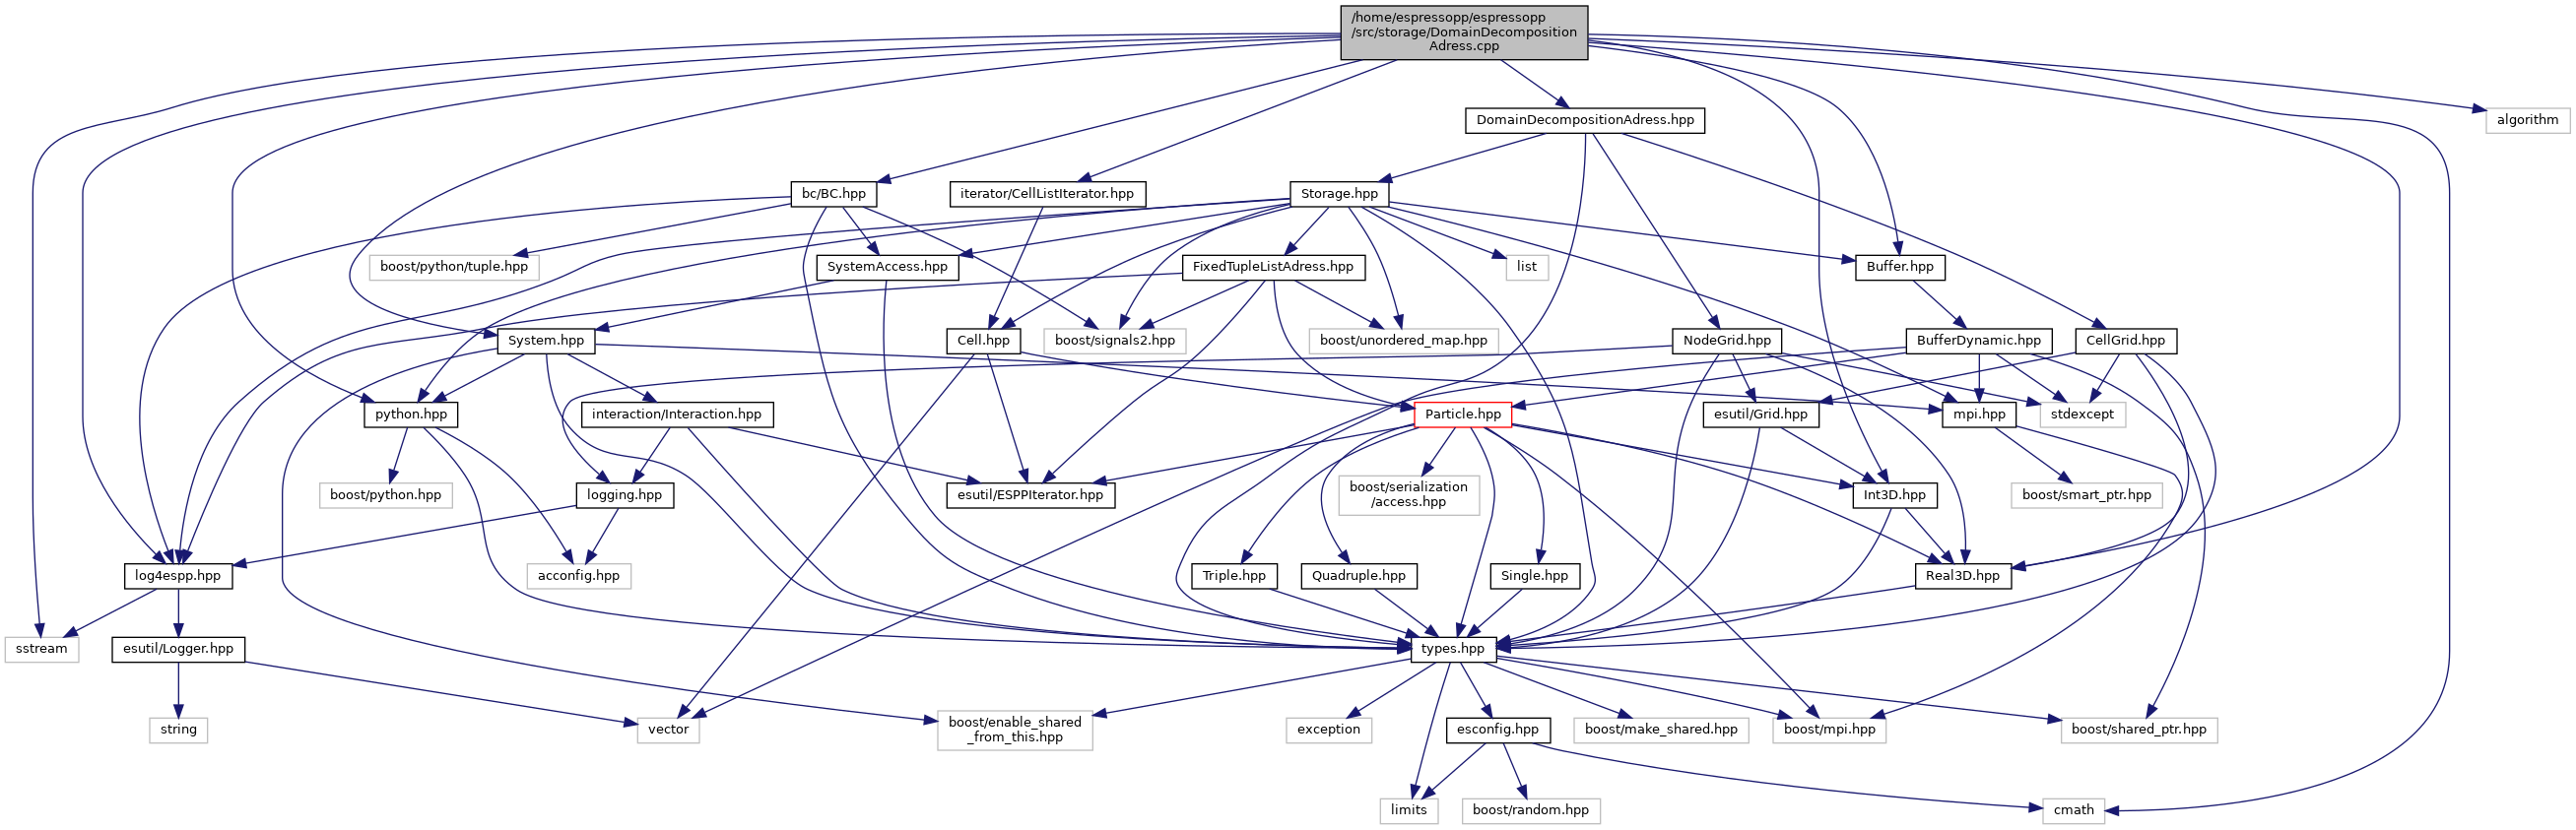 /home/espressopp/espressopp
/src/storage/DomainDecomposition
Adress.cpp
DomainDecompositionAdress.hpp
algorithm
bc/BC.hpp
iterator/CellListIterator.hpp
Storage.hpp
boost/python/tuple.hpp
SystemAccess.hpp
FixedTupleListAdress.hpp
list
Buffer.hpp
System.hpp
Cell.hpp
boost/signals2.hpp
boost/unordered_map.hpp
NodeGrid.hpp
BufferDynamic.hpp
CellGrid.hpp
python.hpp
interaction/Interaction.hpp
Particle.hpp
esutil/Grid.hpp
mpi.hpp
stdexcept
boost/python.hpp
logging.hpp
esutil/ESPPIterator.hpp
boost/serialization
/access.hpp
Int3D.hpp
boost/smart_ptr.hpp
log4espp.hpp
acconfig.hpp
Triple.hpp
Quadruple.hpp
Single.hpp
Real3D.hpp
sstream
esutil/Logger.hpp
types.hpp
string
vector
boost/enable_shared
_from_this.hpp
exception
esconfig.hpp
boost/make_shared.hpp
boost/mpi.hpp
boost/shared_ptr.hpp
limits
boost/random.hpp
cmath